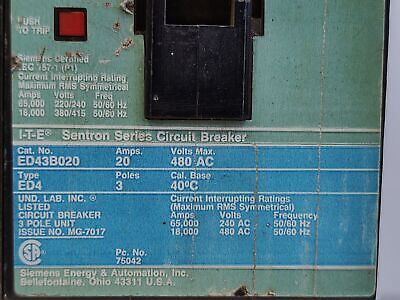 PUSH
TO TRIP
Siemens Certified
IEC 157-1 (P1)
Current Interrupting Rating
Maximum RMS Symmetrical
Amps Volts Freq
65,000 220/240 50/60 Hz
18,000 380/415 50/60 Hz
I-T-E® Sentron Series Circuit Breaker
Cat. No. Amps. Volts Max.
ED43B020 20 480 AC
Type Poles Cal. Base
ED4 3 40ºC
UND. LAB. INC.®
LISTED
CIRCUIT BREAKER
3 POLE UNIT
ISSUE NO. MG-7017
Current Interrupting Ratings
(Maximum RMS Symmetrical)
Amps Volts Frequency
65,000 240 AC 50/60 Hz
18,000 480 AC 50/60 Hz
SA
Pc. No.
75042
Siemens Energy & Automation, Inc.
Bellefontaine, Ohio 43311 U.S.A.